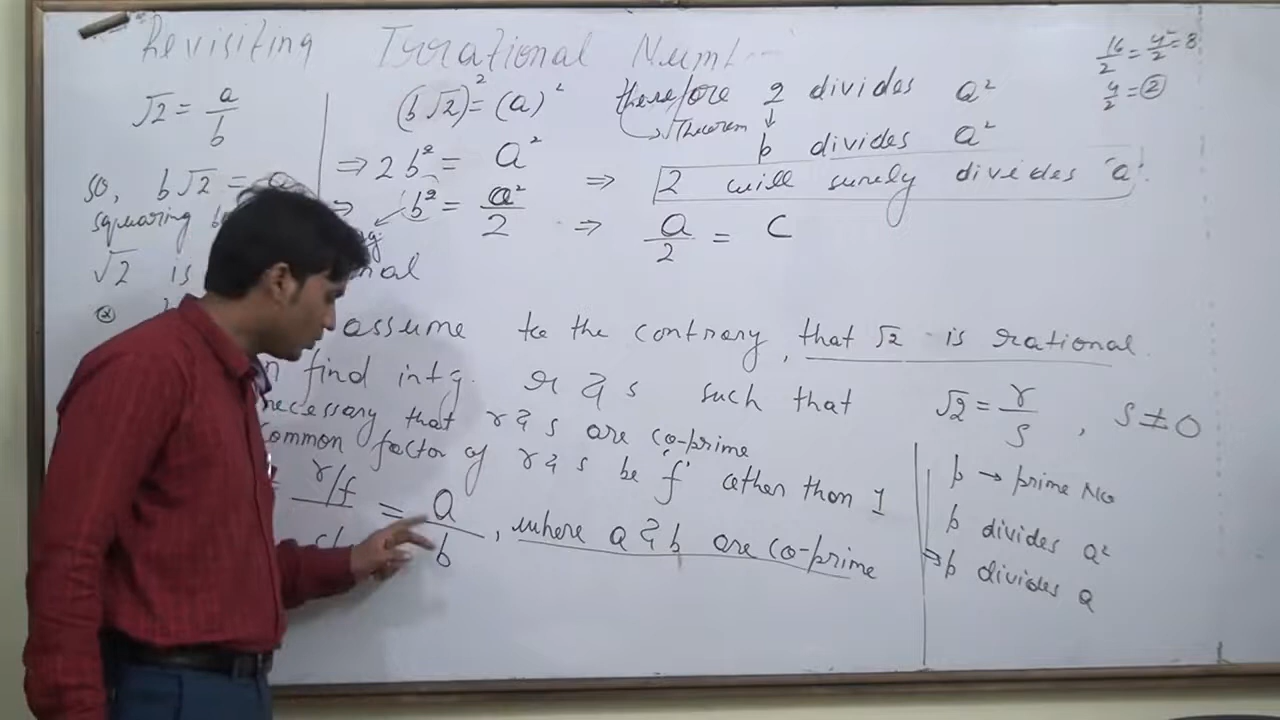 Revisiting Irrational Numb
16/2 = 4²/2 = 8
4/2 = 2
√2 = a/b
so, b√2 = a
squaring
√2 is
(b√2)² = (a)²
⇒ 2b² = a²
⇒ b² = a²/2
therefore 2 divides a²
Theorem
p divides a²
⇒ 2 will surely divides 'a'.
⇒ a/2 = c
assume to the contrary, that √2 is rational.
find intg. r & s such that √2 = r/s, s ≠ 0
necessary that r & s are co-prime
common factor of r & s be 'f' other than 1
r/f = a/b, where a & b are co-prime
p → prime No
p divides a²
⇒ p divides a